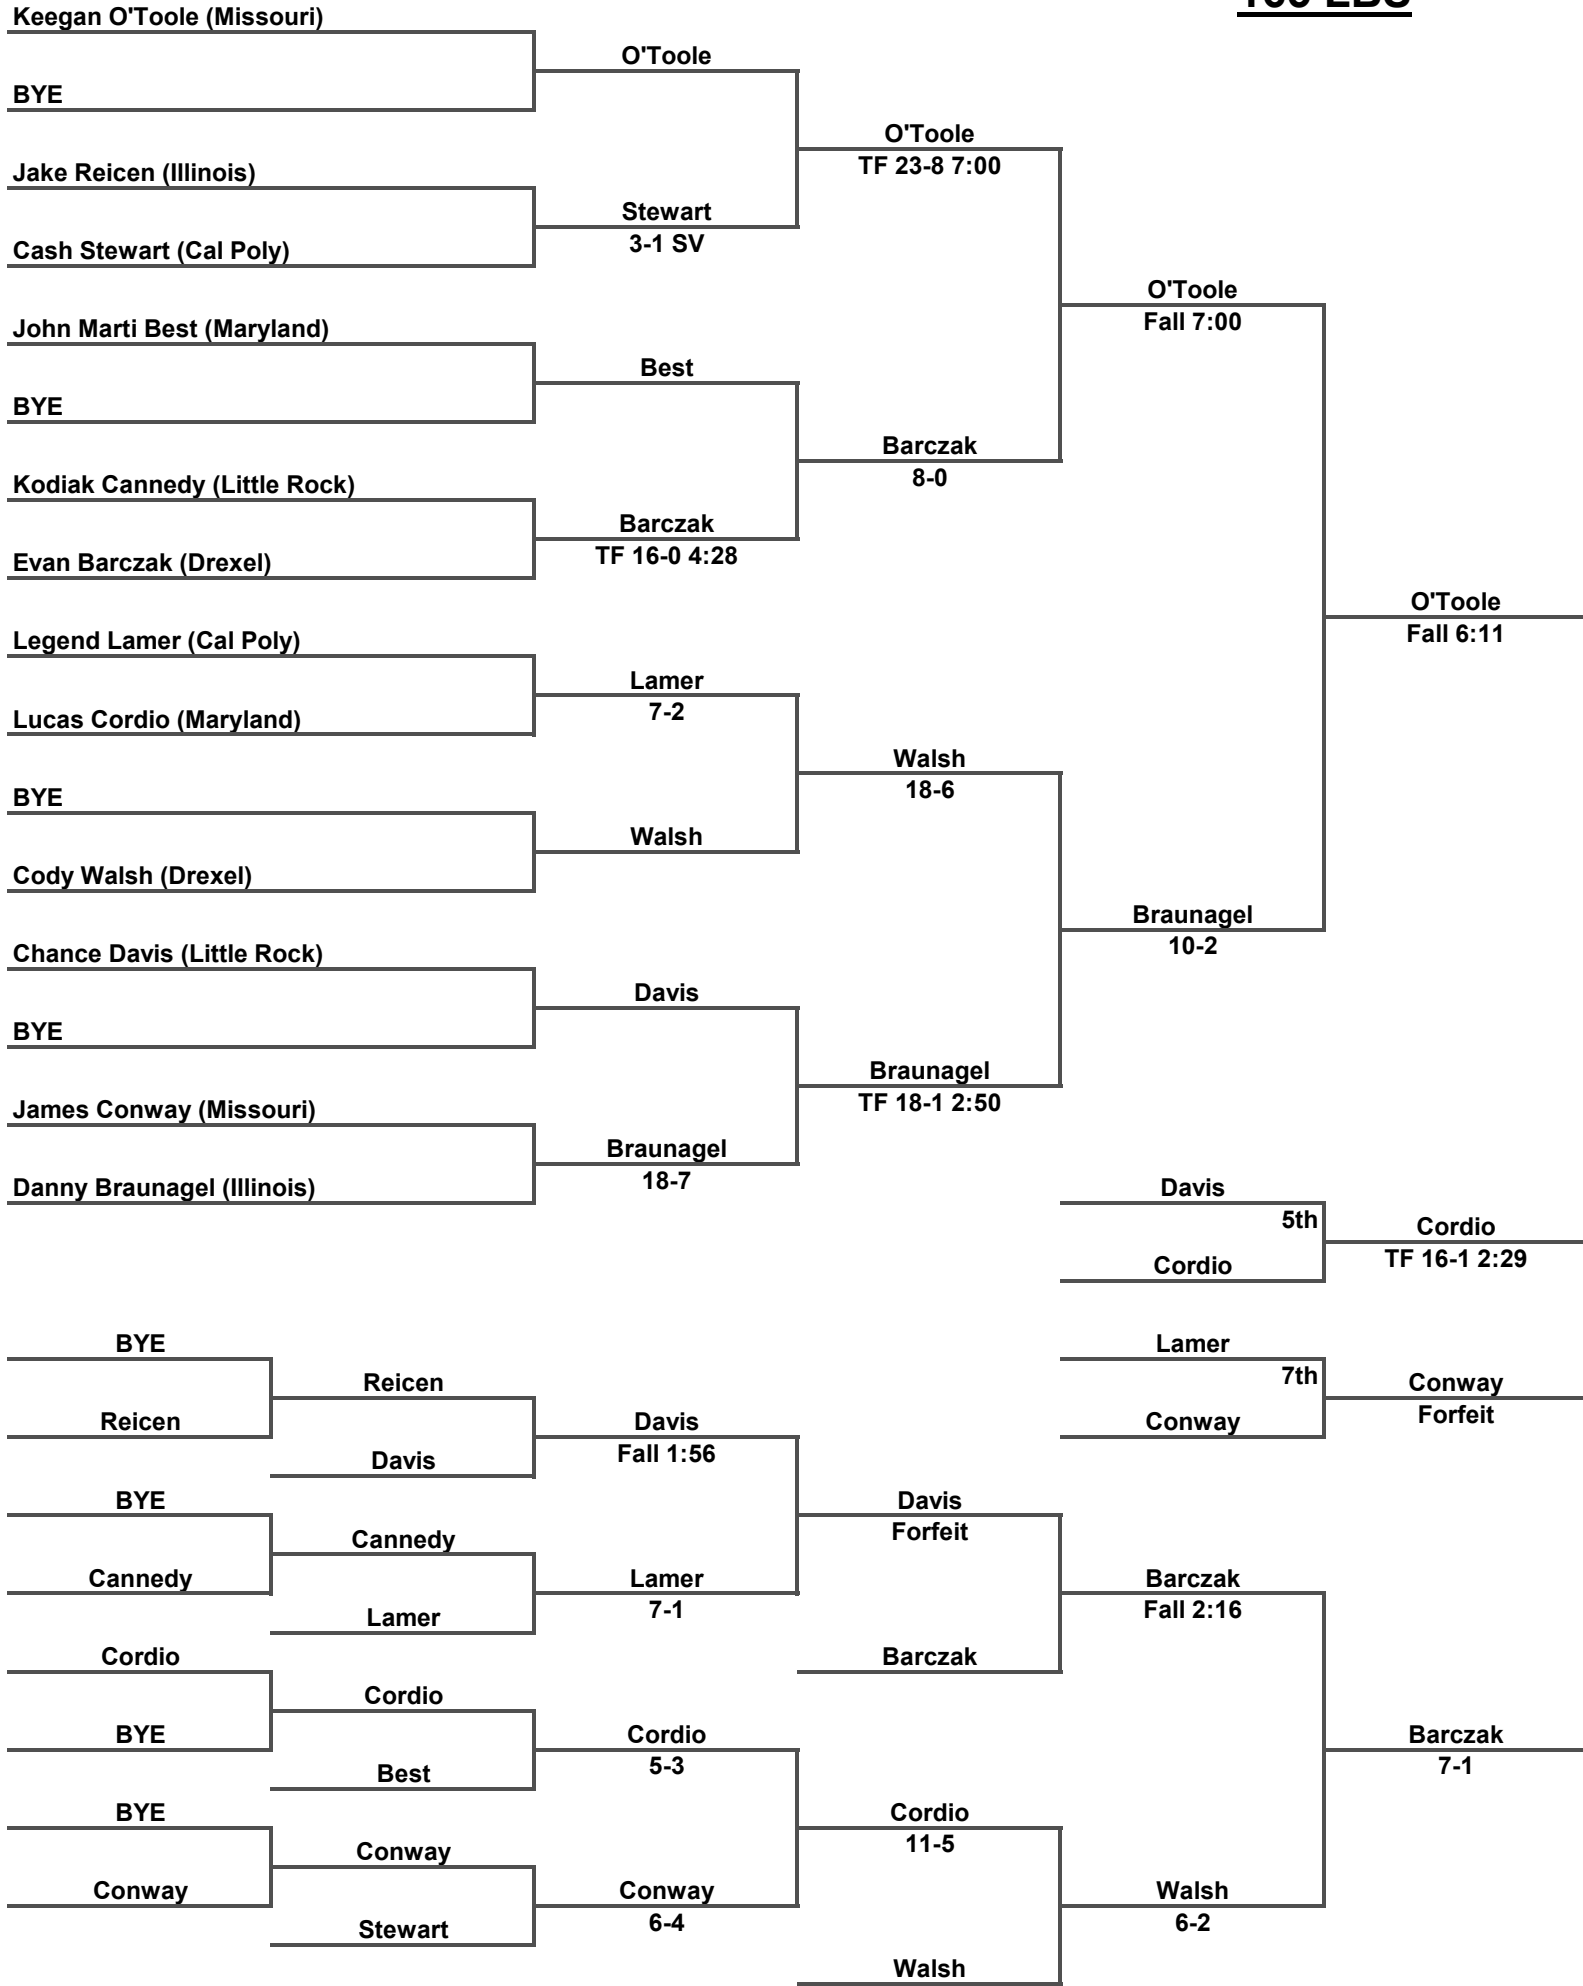 Keegan O'Toole (Missouri)
O'Toole
BYE
O'Toole
TF 23-8 7:00
Jake Reicen (Illinois)
Stewart
3-1 SV
Cash Stewart (Cal Poly)
O'Toole
Fall 7:00
John Marti Best (Maryland)
Best
BYE
Barczak
8-0
Kodiak Cannedy (Little Rock)
Barczak
TF 16-0 4:28
Evan Barczak (Drexel)
O'Toole
Fall 6:11
Legend Lamer (Cal Poly)
Lamer
7-2
Lucas Cordio (Maryland)
Walsh
18-6
BYE
Walsh
Cody Walsh (Drexel)
Braunagel
10-2
Chance Davis (Little Rock)
Davis
BYE
Braunagel
TF 18-1 2:50
James Conway (Missouri)
Braunagel
18-7
Danny Braunagel (Illinois)
Davis
5th
Cordio
TF 16-1 2:29
Cordio
BYE
Lamer
Reicen
7th
Conway
Forfeit
Reicen
Davis
Fall 1:56
Conway
Davis
BYE
Davis
Forfeit
Cannedy
Cannedy
Lamer
7-1
Barczak
Fall 2:16
Lamer
Cordio
Barczak
Cordio
BYE
Cordio
5-3
Barczak
7-1
Best
BYE
Cordio
11-5
Conway
Conway
Conway
6-4
Walsh
6-2
Stewart
Walsh